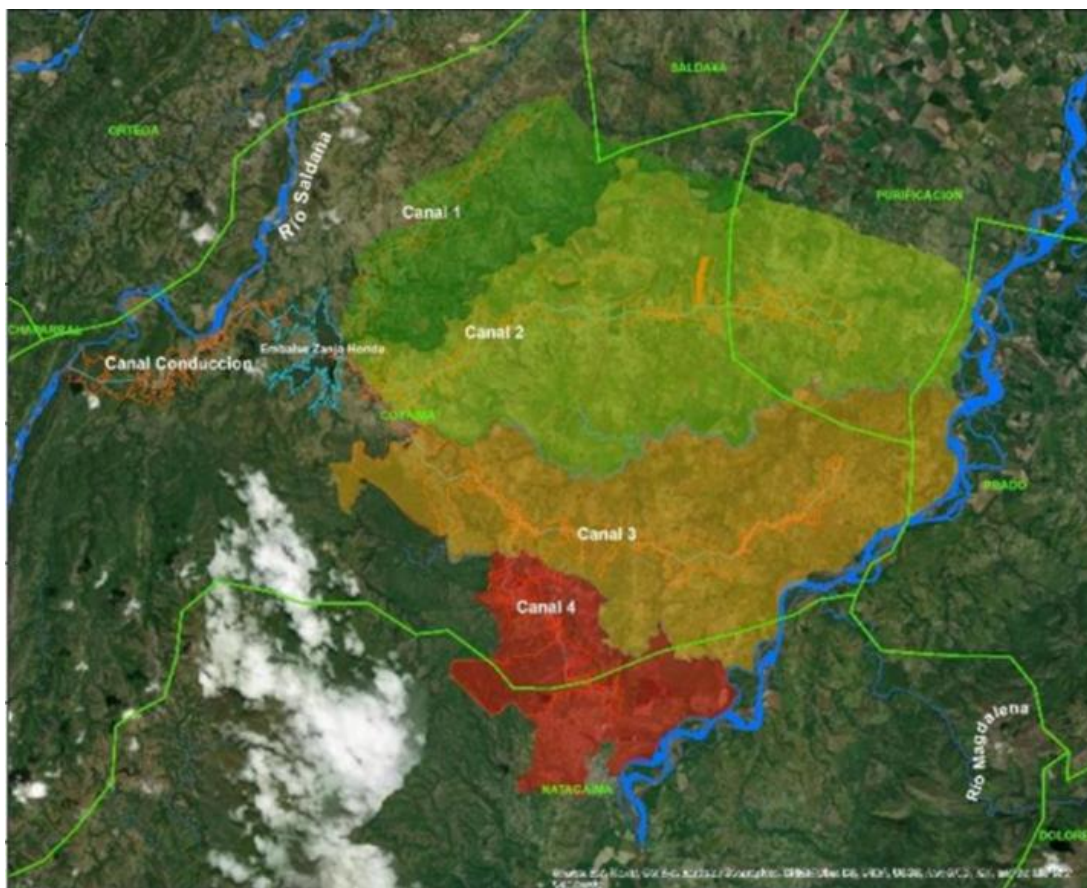 SALDAÑA
ORTEGA
Río Saldaña
PURIFICACION
Canal 1
CHAPARRAL
Canal 2
Embalse Zanja Honda
Canal Conduccion
COYAIMA
PRADO
Canal 3
Canal 4
Río Magdalena
NATAGAIMA
DOLORE